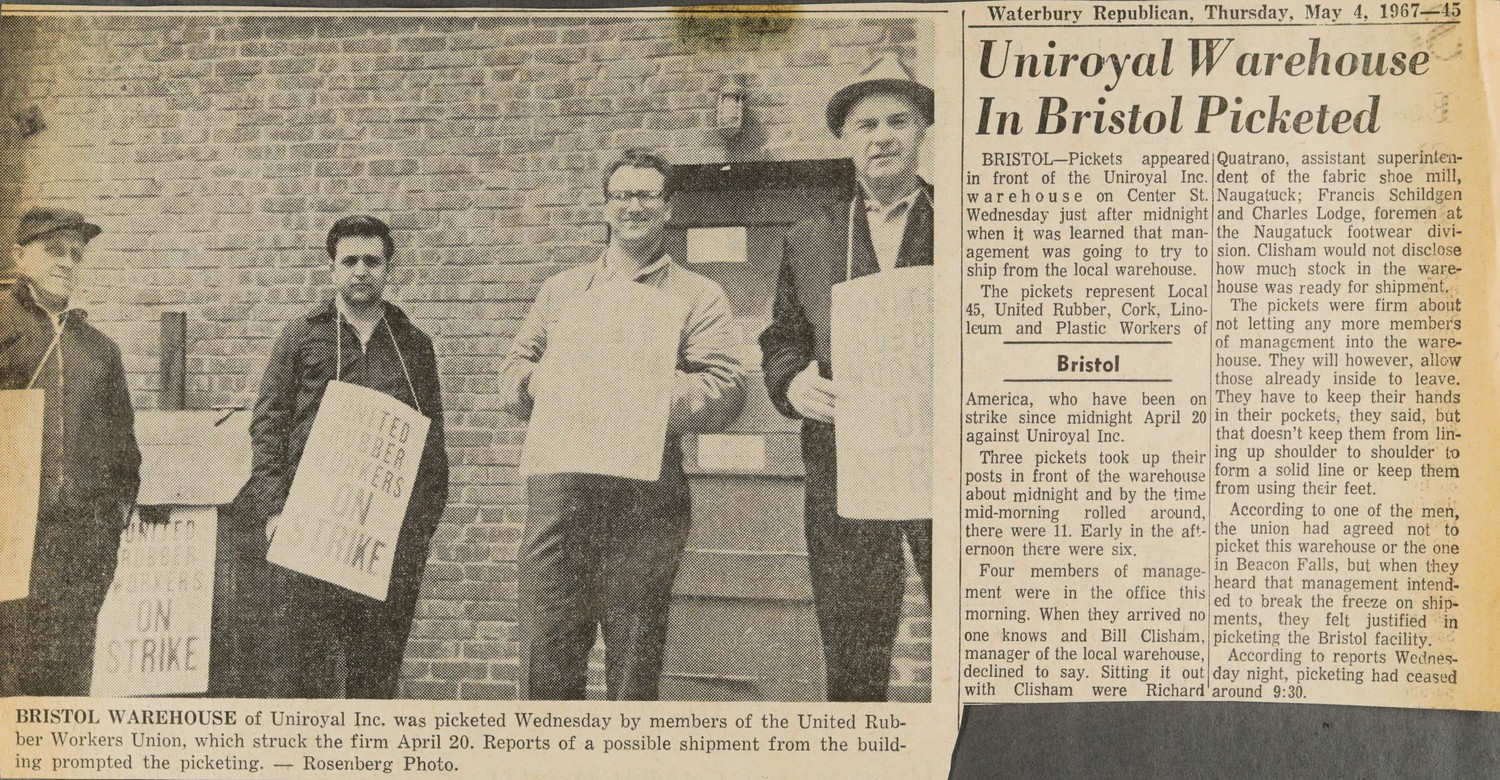 UNITED
RUBBER
WORKERS
ON
STRIKE
UNITED
RUBBER
WORKERS
ON
STRIKE
BRISTOL WAREHOUSE of Uniroyal Inc. was picketed Wednesday by members of the United Rub-
ber Workers Union, which struck the firm April 20. Reports of a possible shipment from the build-
ing prompted the picketing. — Rosenberg Photo.
Waterbury Republican, Thursday, May 4, 1967—45
Uniroyal Warehouse
In Bristol Picketed
BRISTOL—Pickets appeared
in front of the Uniroyal Inc.
warehouse on Center St.
Wednesday just after midnight
when it was learned that man-
agement was going to try to
ship from the local warehouse.
The pickets represent Local
45, United Rubber, Cork, Lino-
leum and Plastic Workers of
Bristol
America, who have been on
strike since midnight April 20
against Uniroyal Inc.
Three pickets took up their
posts in front of the warehouse
about midnight and by the time
mid-morning rolled around,
there were 11. Early in the aft-
ernoon there were six.
Four members of manage-
ment were in the office this
morning. When they arrived no
one knows and Bill Clisham,
manager of the local warehouse,
declined to say. Sitting it out
with Clisham were Richard
Quatrano, assistant superinten-
dent of the fabric shoe mill,
Naugatuck; Francis Schildgen
and Charles Lodge, foremen at
the Naugatuck footwear divi-
sion. Clisham would not disclose
how much stock in the ware-
house was ready for shipment.
The pickets were firm about
not letting any more members
of management into the ware-
house. They will however, allow
those already inside to leave.
They have to keep their hands
in their pockets, they said, but
that doesn't keep them from lin-
ing up shoulder to shoulder to
form a solid line or keep them
from using their feet.
According to one of the men,
the union had agreed not to
picket this warehouse or the one
in Beacon Falls, but when they
heard that management intend-
ed to break the freeze on ship-
ments, they felt justified in
picketing the Bristol facility.
According to reports Wednes-
day night, picketing had ceased
around 9:30.